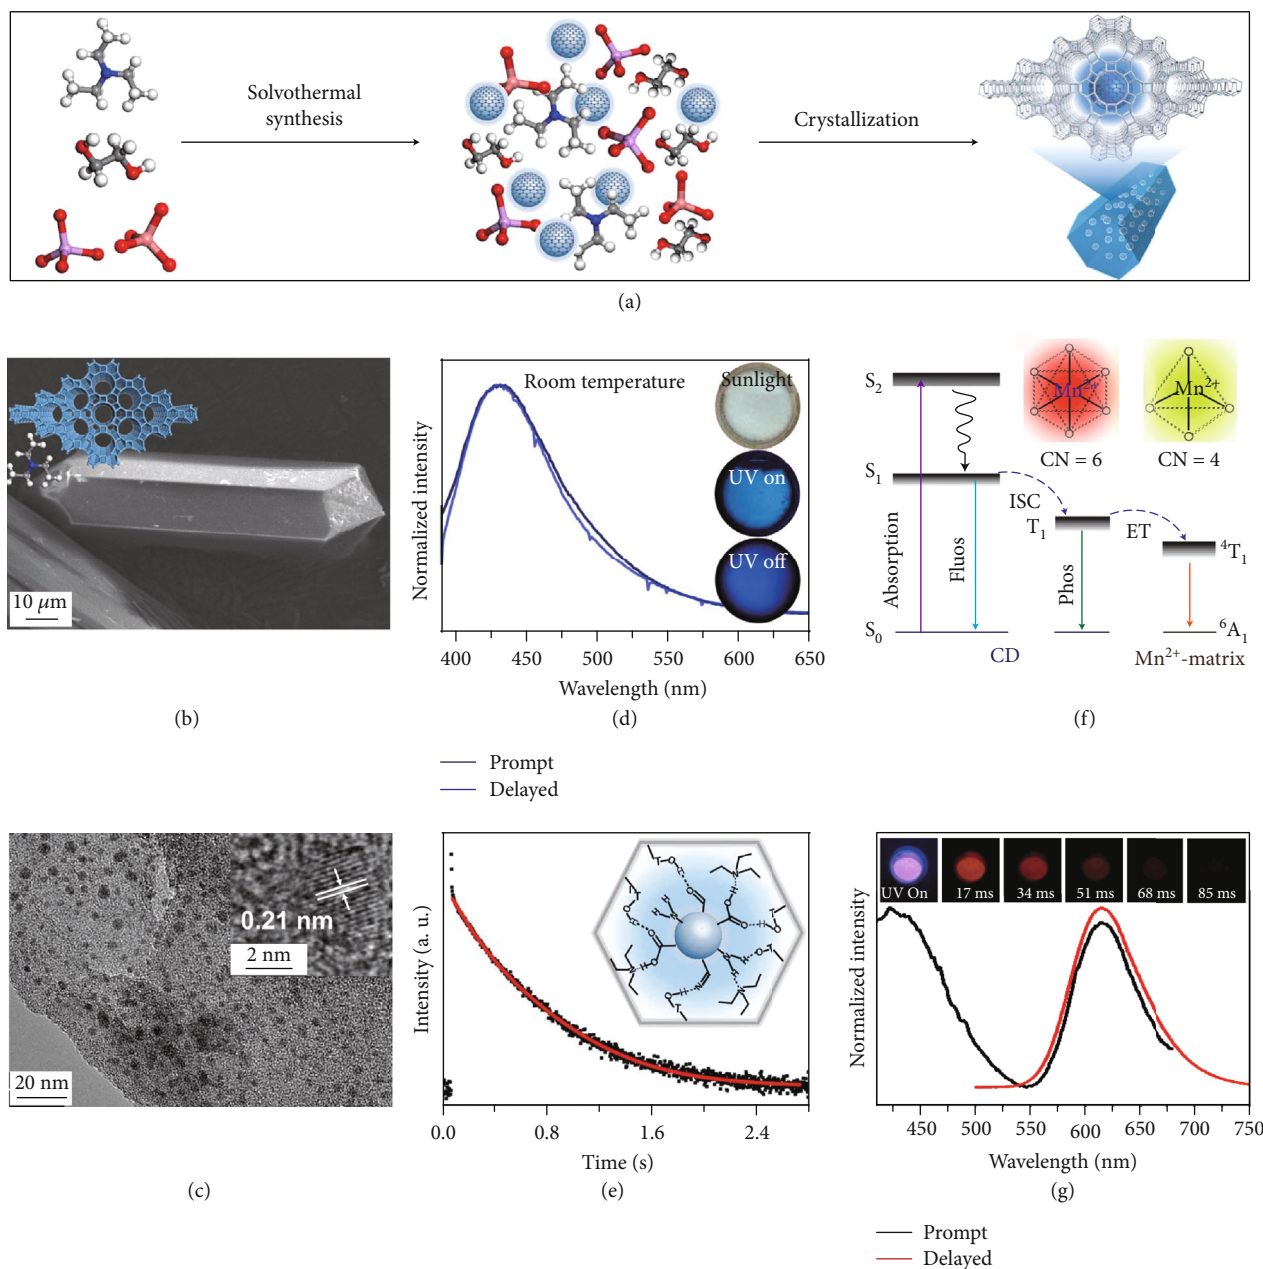 Solvothermal
synthesis
Crystallization
(a)
10 μm
(b)
Room temperature
Sunlight
UV on
UV off
Normalized intensity
400 450 500 550 600 650
Wavelength (nm)
(d)
Prompt
Delayed
S2
S1
S0
Absorption
Fluos
ISC
T1
Phos
ET
4T1
6A1
CD
Mn2+-matrix
Mn2+
CN = 6
Mn2+
CN = 4
(f)
0.21 nm
2 nm
20 nm
(c)
Intensity (a. u.)
0.0 0.8 1.6 2.4
Time (s)
(e)
UV On
17 ms
34 ms
51 ms
68 ms
85 ms
Normalized intensity
450 500 550 600 650 700 750
Wavelength (nm)
(g)
Prompt
Delayed